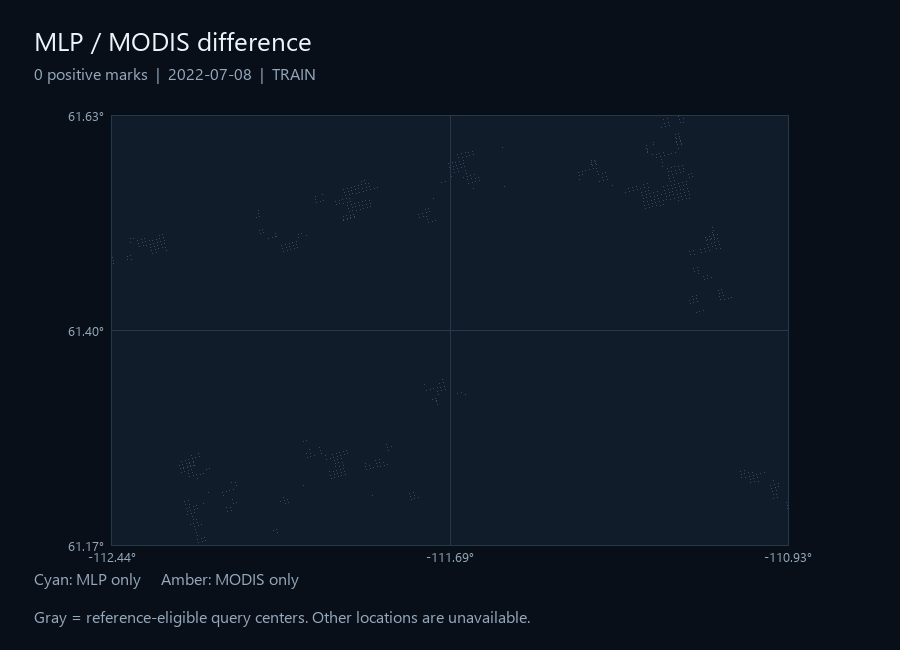 MLP / MODIS difference
0 positive marks | 2022-07-08 | TRAIN
61.63°
61.40°
61.17°
-112.44° -111.69° -110.93°
Cyan: MLP only Amber: MODIS only
Gray = reference-eligible query centers. Other locations are unavailable.